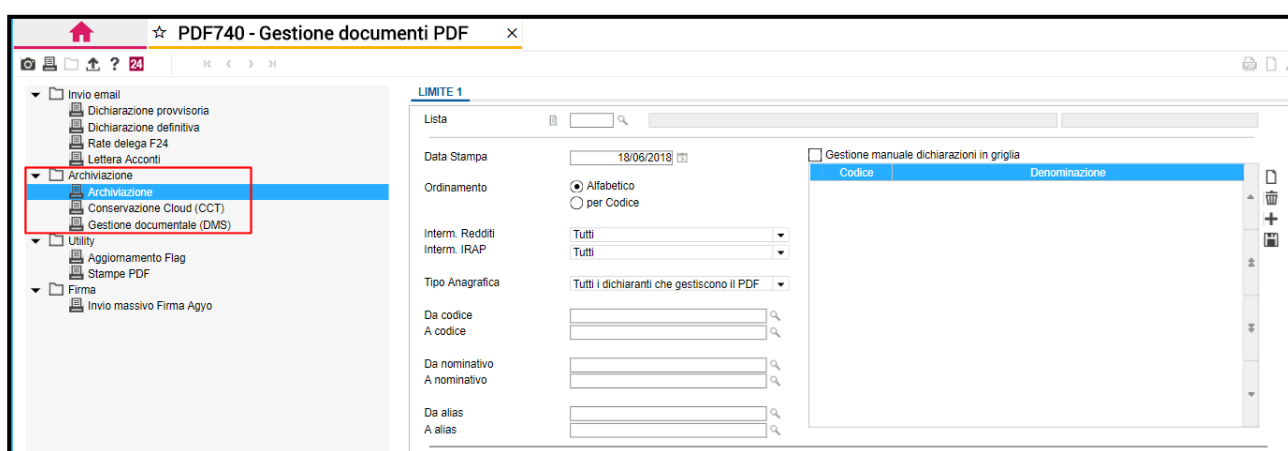 PDF740 - Gestione documenti PDF
? 24
Invio email
Dichiarazione provvisoria
Dichiarazione definitiva
Rate delega F24
Lettera Acconti
Archiviazione
Archiviazione
Conservazione Cloud (CCT)
Gestione documentale (DMS)
Utility
Aggiornamento Flag
Stampe PDF
Firma
Invio massivo Firma Agyo
LIMITE 1
Lista
Data Stampa 18/06/2018
Ordinamento Alfabetico
per Codice
Interm. Redditi Tutti
Interm. IRAP Tutti
Tipo Anagrafica Tutti i dichiaranti che gestiscono il PDF
Da codice
A codice
Da nominativo
A nominativo
Da alias
A alias
Gestione manuale dichiarazioni in griglia
Codice Denominazione